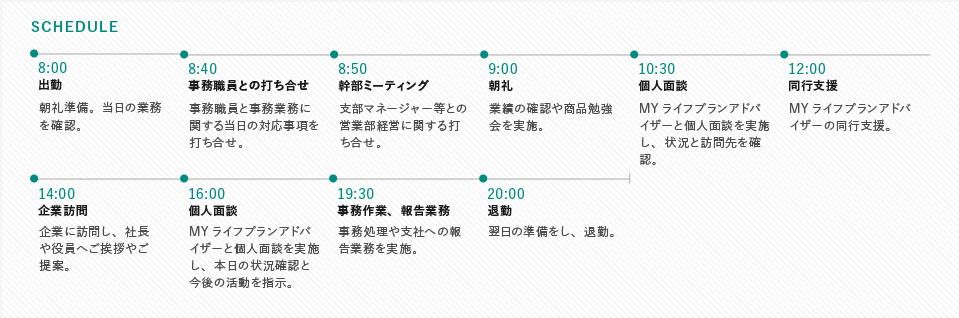 SCHEDULE
8:00
出勤
朝礼準備。当日の業務
を確認。
8:40
事務職員との打ち合せ
事務職員と事務業務に
関する当日の対応事項を
打ち合せ。
8:50
幹部ミーティング
支部マネージャー等との
営業部経営に関する打
ち合せ。
9:00
朝礼
業績の確認や商品勉強
会を実施。
10:30
個人面談
MY ライフプランアドバ
イザーと個人面談を実施
し、状況と訪問先を確
認。
12:00
同行支援
MY ライフプランアドバ
イザーの同行支援。
14:00
企業訪問
企業に訪問し、社長
や役員へご挨拶やご
提案。
16:00
個人面談
MY ライフプランアドバ
イザーと個人面談を実施
し、本日の状況確認と
今後の活動を指示。
19:30
事務作業、報告業務
事務処理や支社への報
告業務を実施。
20:00
退勤
翌日の準備をし、退勤。